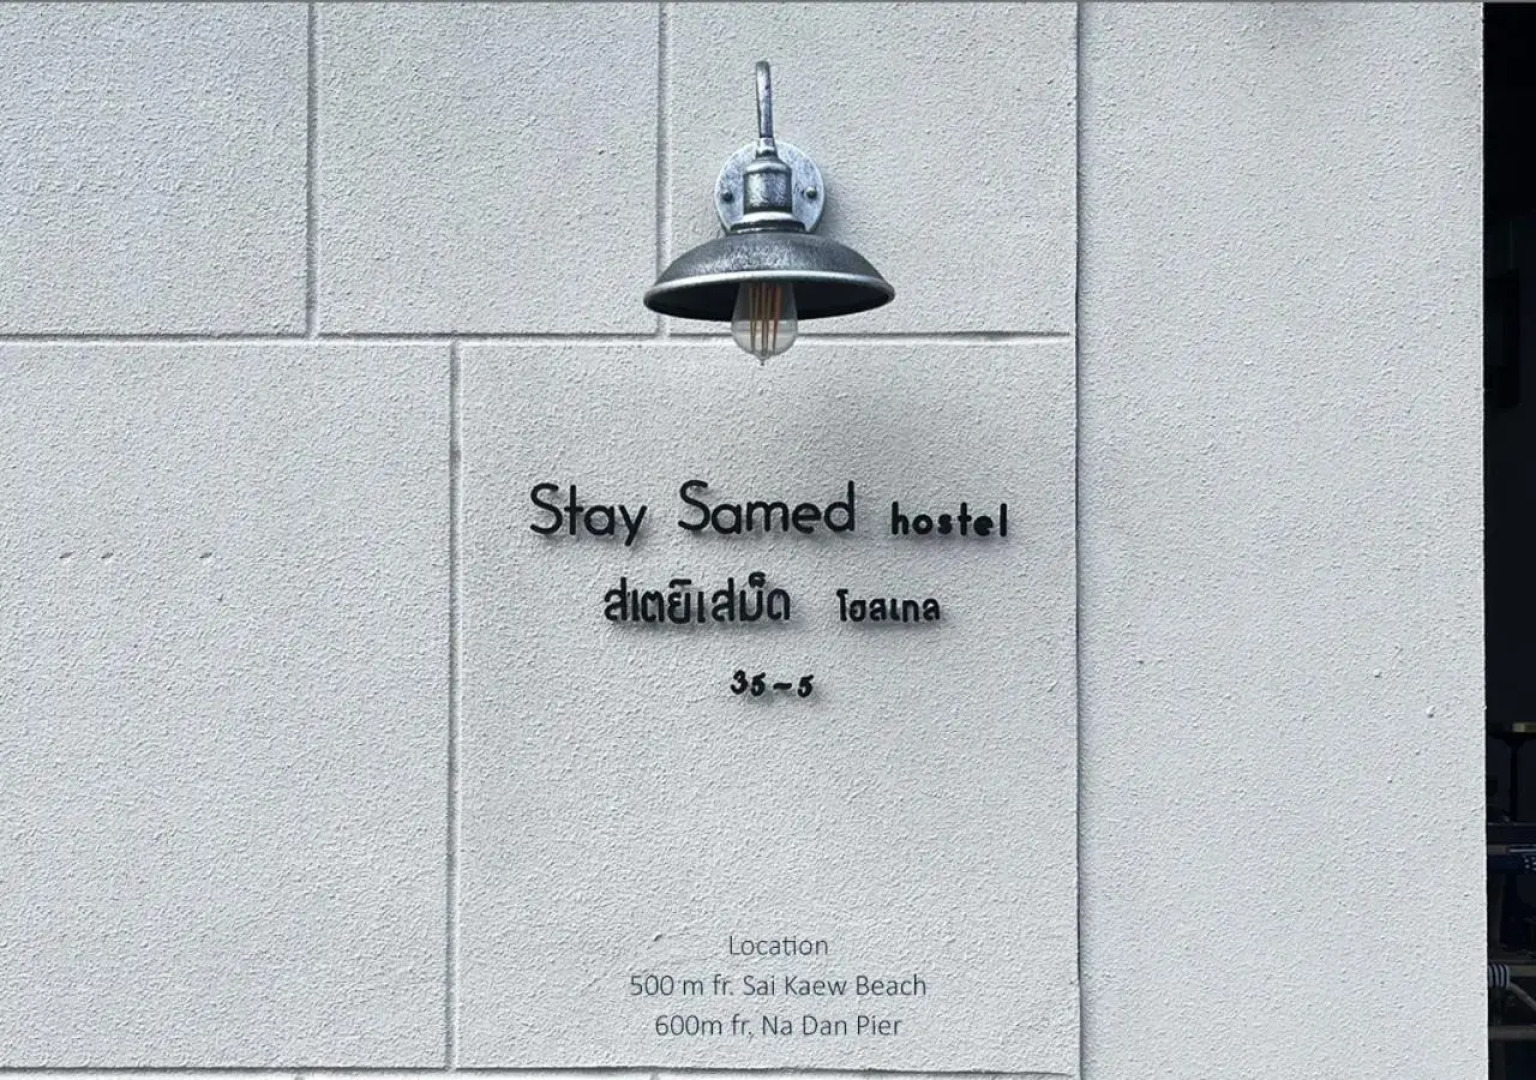 Stay Samed hostel
สเตย์เสม็ด โฮสเทล
35-5
Location
500 m fr. Sai Kaew Beach
600m fr. Na Dan Pier